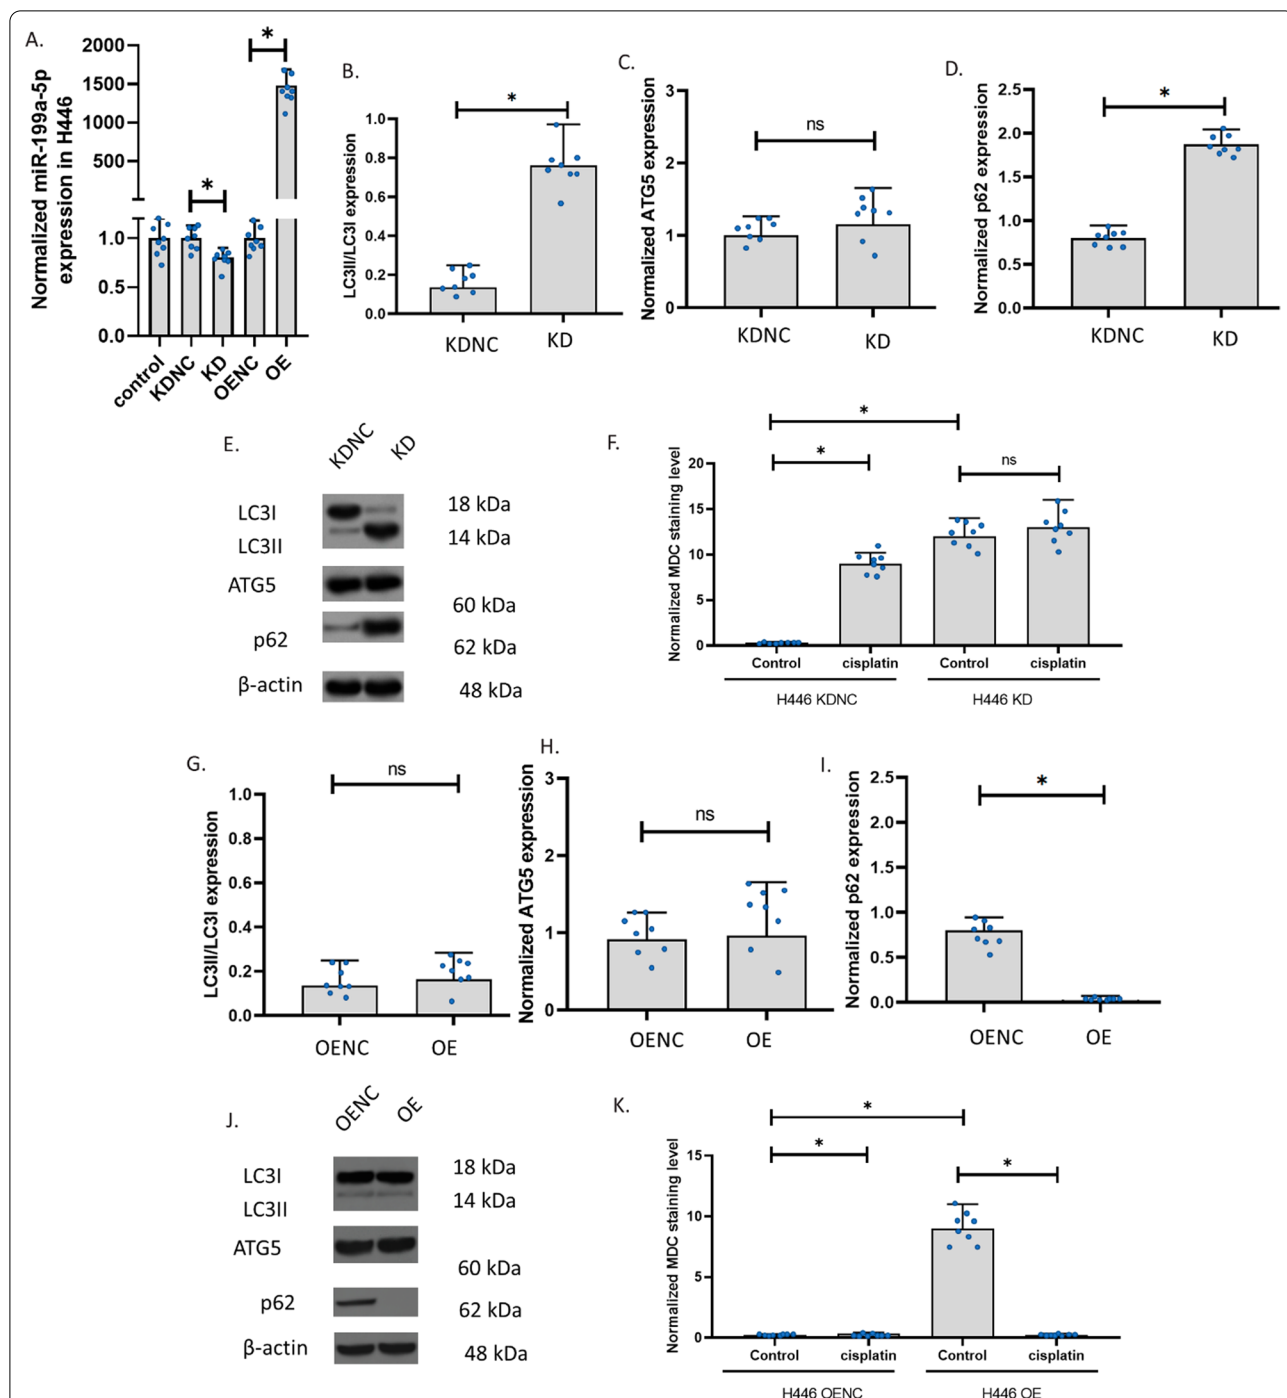 A.
Normalized miR-199a-5p
expression in H446
2000
1500
1000
500
1.0
0.5
0.0
*
*
control
KDNC
KD
OENC
OE
B.
LC3II/LC3I expression
1.0
0.8
0.6
0.4
0.2
0.0
*
KDNC
KD
C.
Normalized ATG5 expression
3
2
1
0
ns
KDNC
KD
D.
Normalized p62 expression
2.5
2.0
1.5
1.0
0.5
0.0
*
KDNC
KD
E.
KDNC
KD
LC3I
18 kDa
LC3II
14 kDa
ATG5
60 kDa
p62
62 kDa
β-actin
48 kDa
F.
Normalized MDC staining level
20
15
10
5
0
*
*
ns
Control
cisplatin
Control
cisplatin
H446 KDNC
H446 KD
G.
LC3II/LC3I expression
1.0
0.8
0.6
0.4
0.2
0.0
ns
OENC
OE
H.
Normalized ATG5 expression
3
2
1
0
ns
OENC
OE
I.
Normalized p62 expression
2.5
2.0
1.5
1.0
0.5
0.0
*
OENC
OE
J.
OENC
OE
LC3I
18 kDa
LC3II
14 kDa
ATG5
60 kDa
p62
62 kDa
β-actin
48 kDa
K.
Normalized MDC staining level
15
10
5
0
*
*
*
Control
cisplatin
Control
cisplatin
H446 OENC
H446 OE